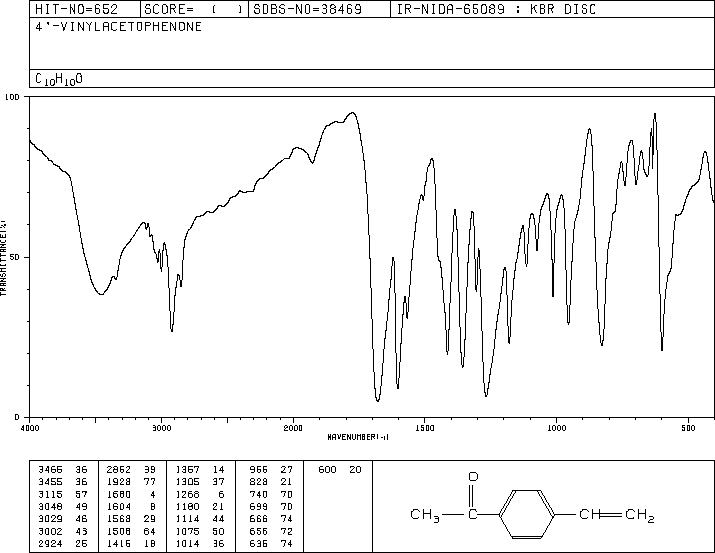 HIT-NO=652 SCORE= ( ) SDBS-NO=38469 IR-NIDA-65089 : KBR DISC
4'-VINYLACETOPHENONE
C10H10O
100
50
0
TRANSMITTANCE(%)
4000 3000 2000 1500 1000 500
WAVENUMBER(-1)
3466 36 2852 39 1357 14 955 27 600 20
3455 36 1928 77 1305 37 828 21
3115 57 1680 4 1268 6 740 70
3048 49 1604 8 1180 21 699 70
3029 46 1568 29 1114 44 666 74
3002 43 1508 64 1075 50 656 72
2924 25 1415 18 1014 36 636 74
O
CH3 C CH CH2